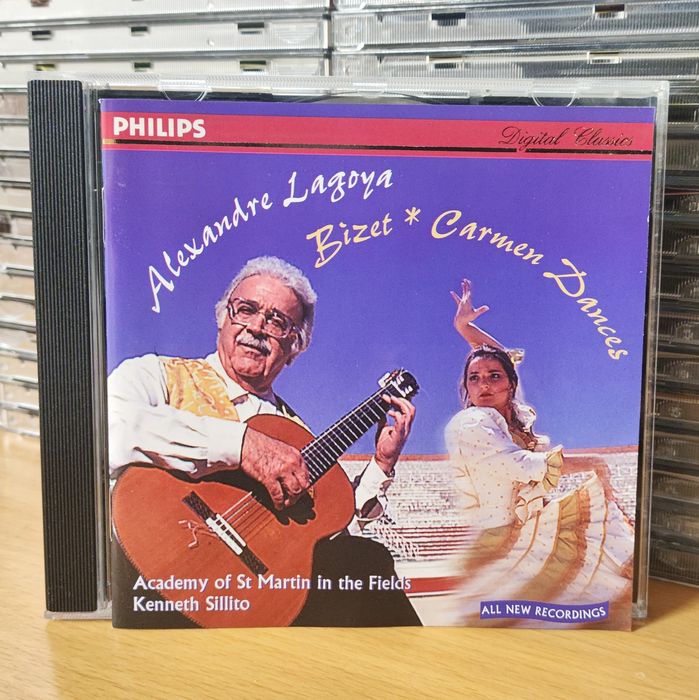 PHILIPS
Digital Classics
Alexandre Lagoya
Bizet * Carmen Dances
Academy of St Martin in the Fields
Kenneth Sillito
ALL NEW RECORDINGS